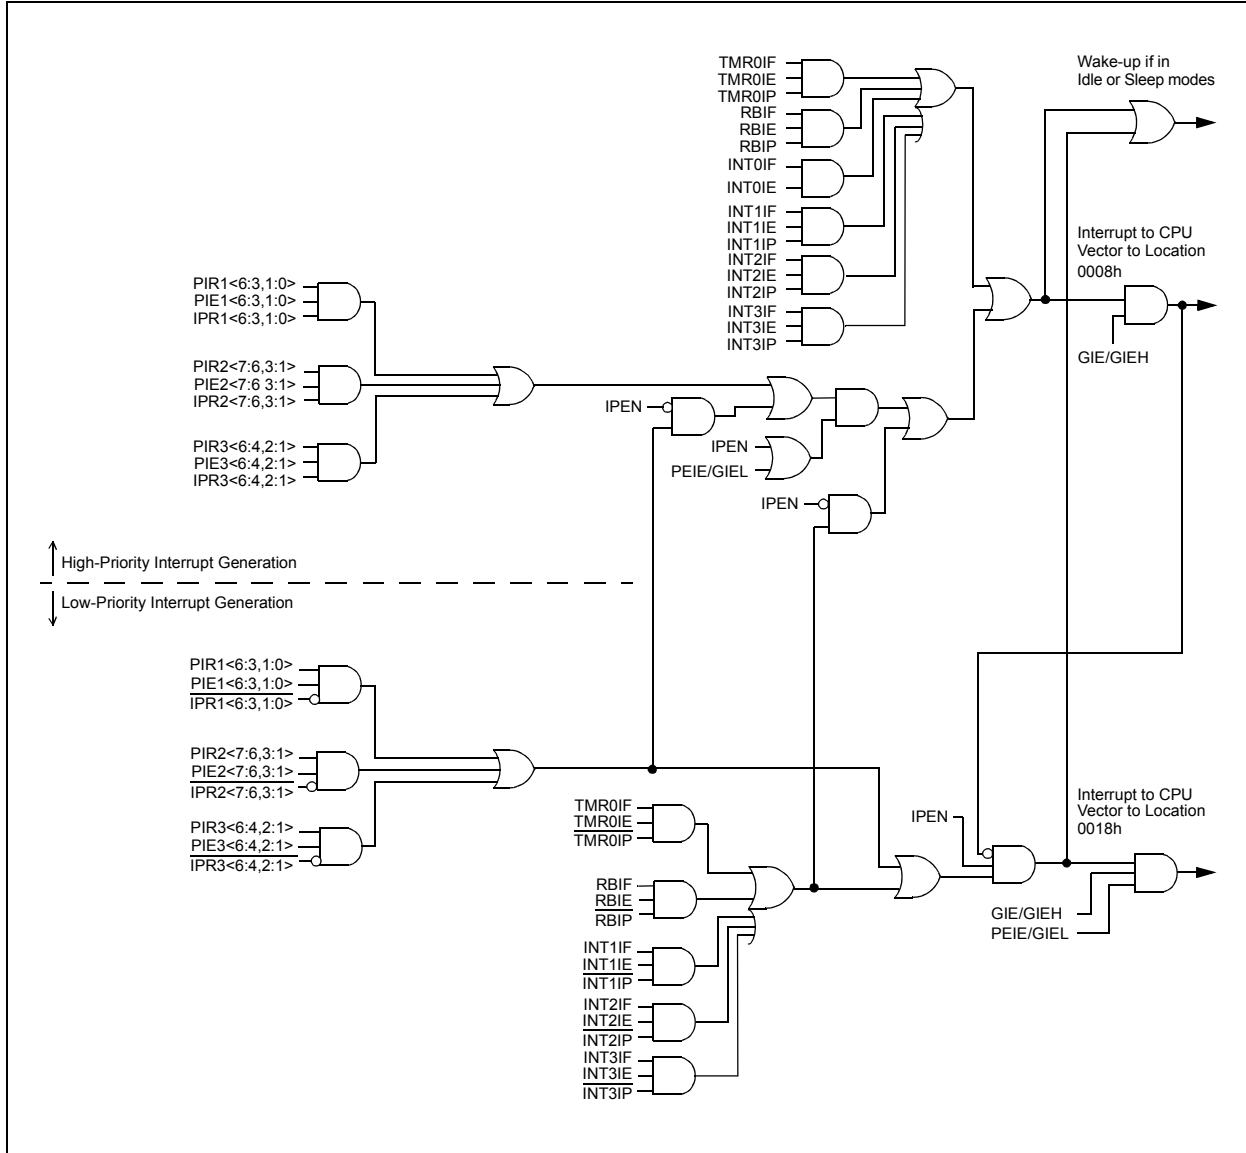 TMR0IF
TMR0IE
TMR0IP
RBIF
RBIE
RBIP
INT0IF
INT0IE
INT1IF
INT1IE
INT1IP
INT2IF
INT2IE
INT2IP
INT3IF
INT3IE
INT3IP
Wake-up if in
Idle or Sleep modes
Interrupt to CPU
Vector to Location
0008h
GIE/GIEH
PIR1<6:3,1:0>
PIE1<6:3,1:0>
IPR1<6:3,1:0>
PIR2<7:6,3:1>
PIE2<7:6 3:1>
IPR2<7:6,3:1>
PIR3<6:4,2:1>
PIE3<6:4,2:1>
IPR3<6:4,2:1>
IPEN
IPEN
PEIE/GIEL
IPEN
High-Priority Interrupt Generation
Low-Priority Interrupt Generation
PIR1<6:3,1:0>
PIE1<6:3,1:0>
IPR1<6:3,1:0>
PIR2<7:6,3:1>
PIE2<7:6,3:1>
IPR2<7:6,3:1>
PIR3<6:4,2:1>
PIE3<6:4,2:1>
IPR3<6:4,2:1>
TMR0IF
TMR0IE
TMR0IP
RBIF
RBIE
RBIP
INT1IF
INT1IE
INT1IP
INT2IF
INT2IE
INT2IP
INT3IF
INT3IE
INT3IP
IPEN
Interrupt to CPU
Vector to Location
0018h
GIE/GIEH
PEIE/GIEL